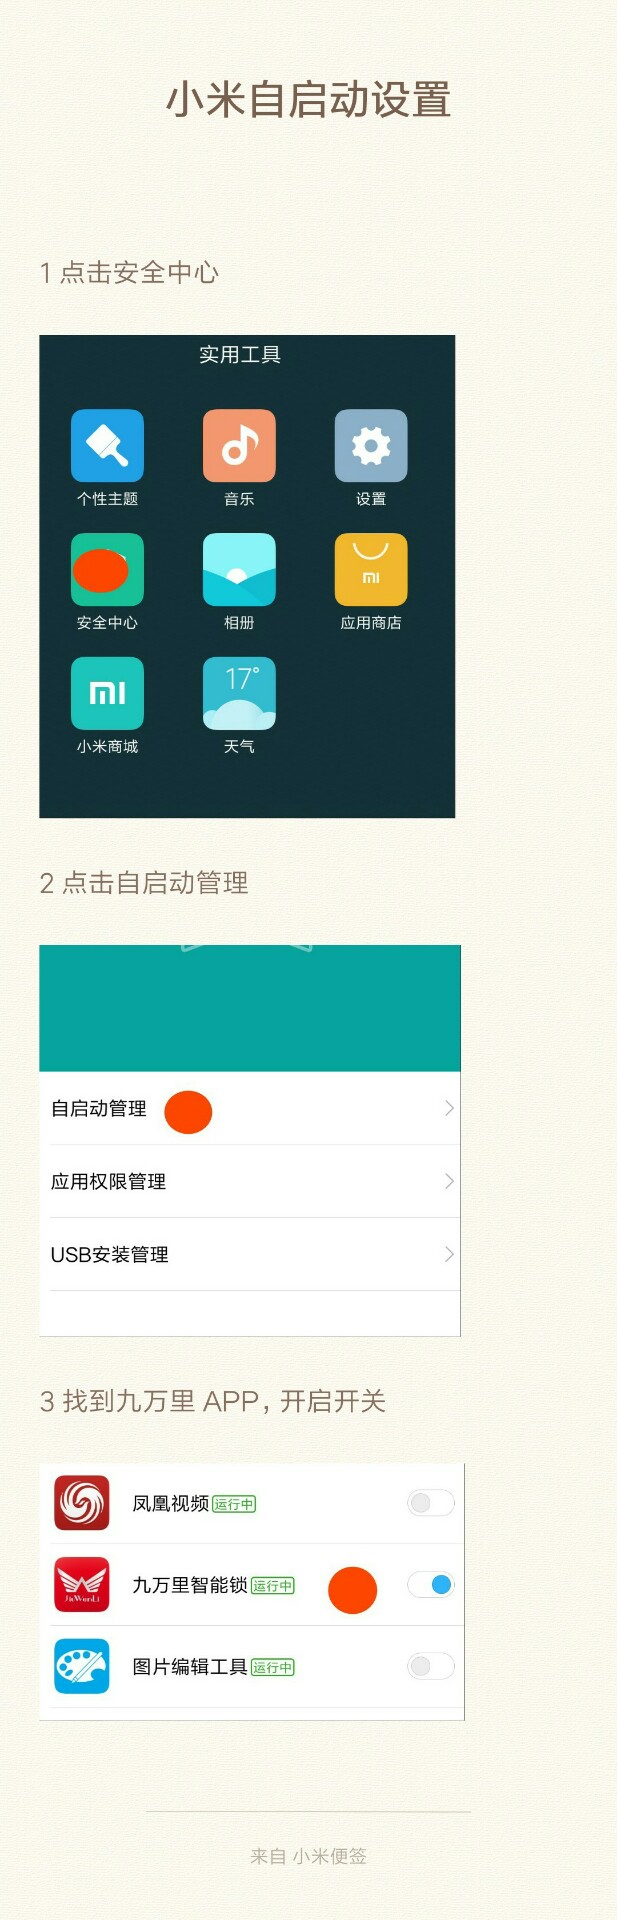 小米自启动设置
1 点击安全中心
实用工具
个性主题 音乐 设置
mi
安全中心 相册 应用商店
mi 17°
小米商城 天气
2 点击自启动管理
自启动管理
应用权限管理
USB安装管理
3 找到九万里 APP，开启开关
凤凰视频 运行中
九万里智能锁 运行中
JiuWanLi
图片编辑工具 运行中
来自 小米便签